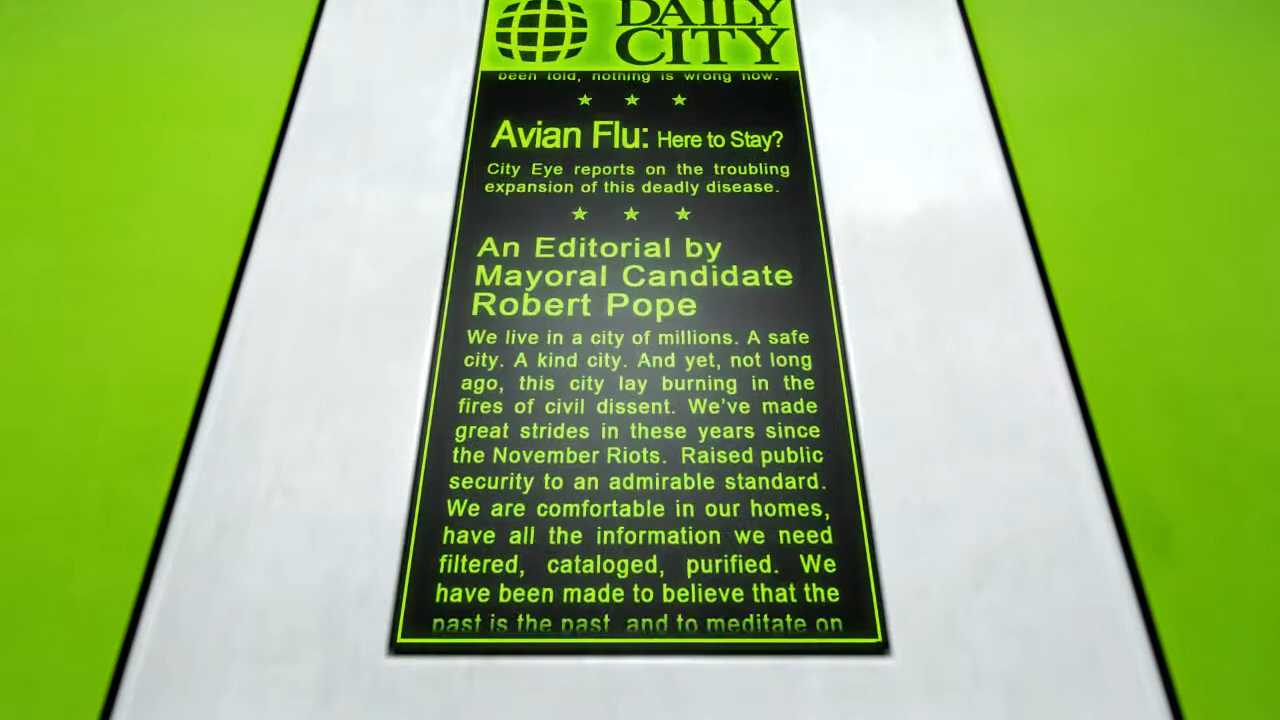 DAILY
CITY
been told, nothing is wrong now.
Avian Flu: Here to Stay?
City Eye reports on the troubling
expansion of this deadly disease.
An Editorial by
Mayoral Candidate
Robert Pope
We live in a city of millions. A safe
city. A kind city. And yet, not long
ago, this city lay burning in the
fires of civil dissent. We've made
great strides in these years since
the November Riots. Raised public
security to an admirable standard.
We are comfortable in our homes,
have all the information we need
filtered, cataloged, purified. We
have been made to believe that the
past is the past and to meditate on